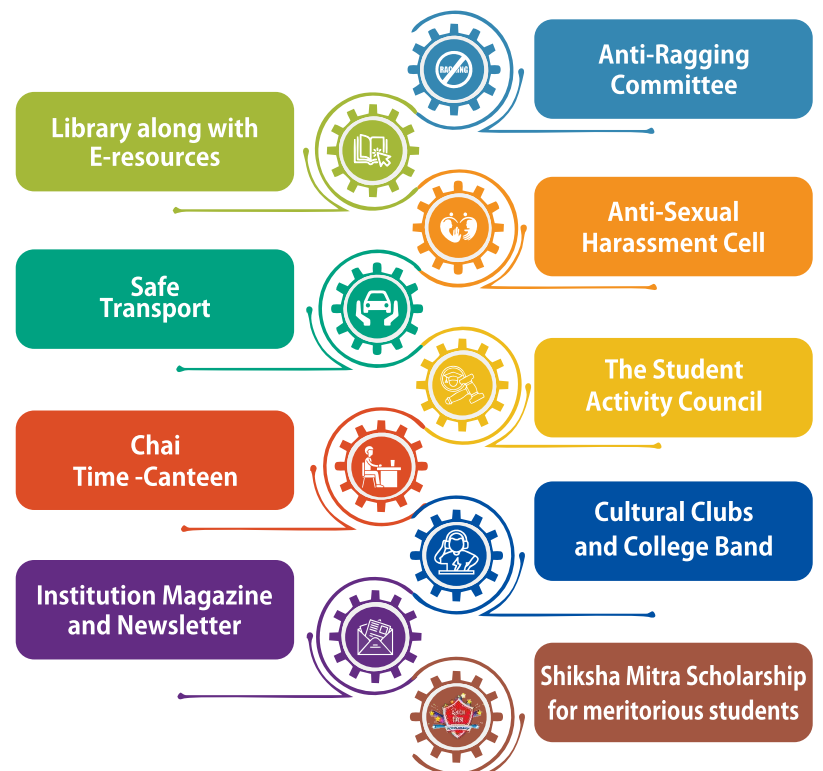 Anti-Ragging
Committee
RAGGING
Library along with
E-resources
Anti-Sexual
Harassment Cell
Safe
Transport
The Student
Activity Council
Chai
Time -Canteen
Cultural Clubs
and College Band
Institution Magazine
and Newsletter
Shiksha Mitra Scholarship
for meritorious students